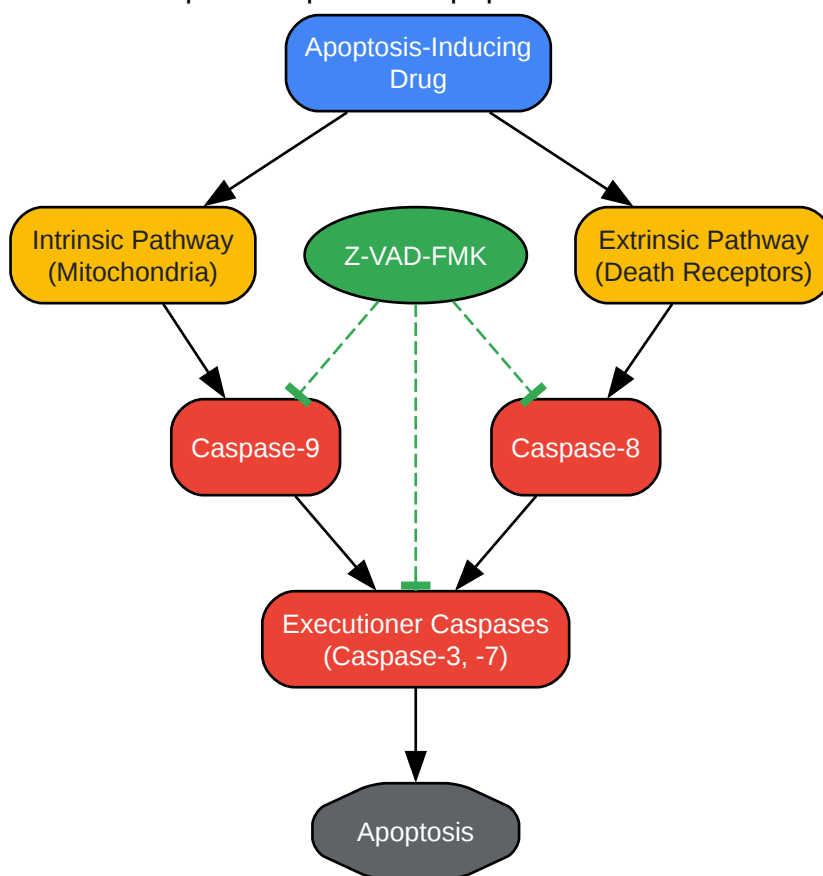 Apoptosis-Inducing
Drug
Intrinsic Pathway
(Mitochondria)
Z-VAD-FMK
Extrinsic Pathway
(Death Receptors)
Caspase-9
Caspase-8
Executioner Caspases
(Caspase-3, -7)
Apoptosis